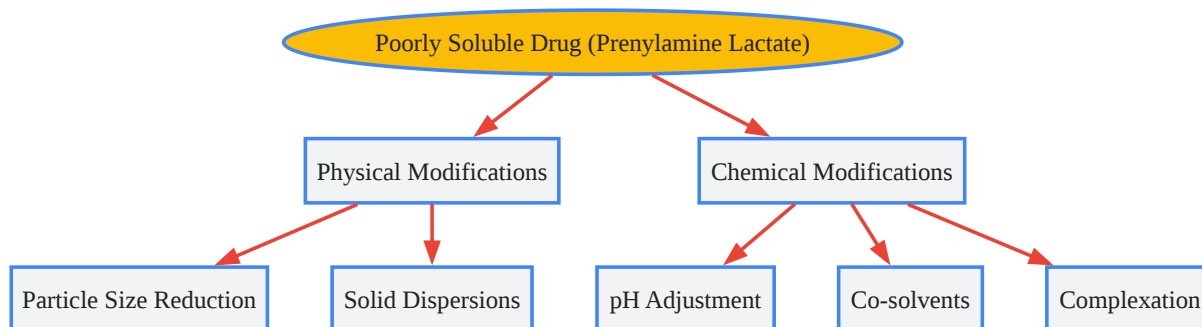 Poorly Soluble Drug (Prenylamine Lactate)
Physical Modifications
Chemical Modifications
Particle Size Reduction
Solid Dispersions
pH Adjustment
Co-solvents
Complexation